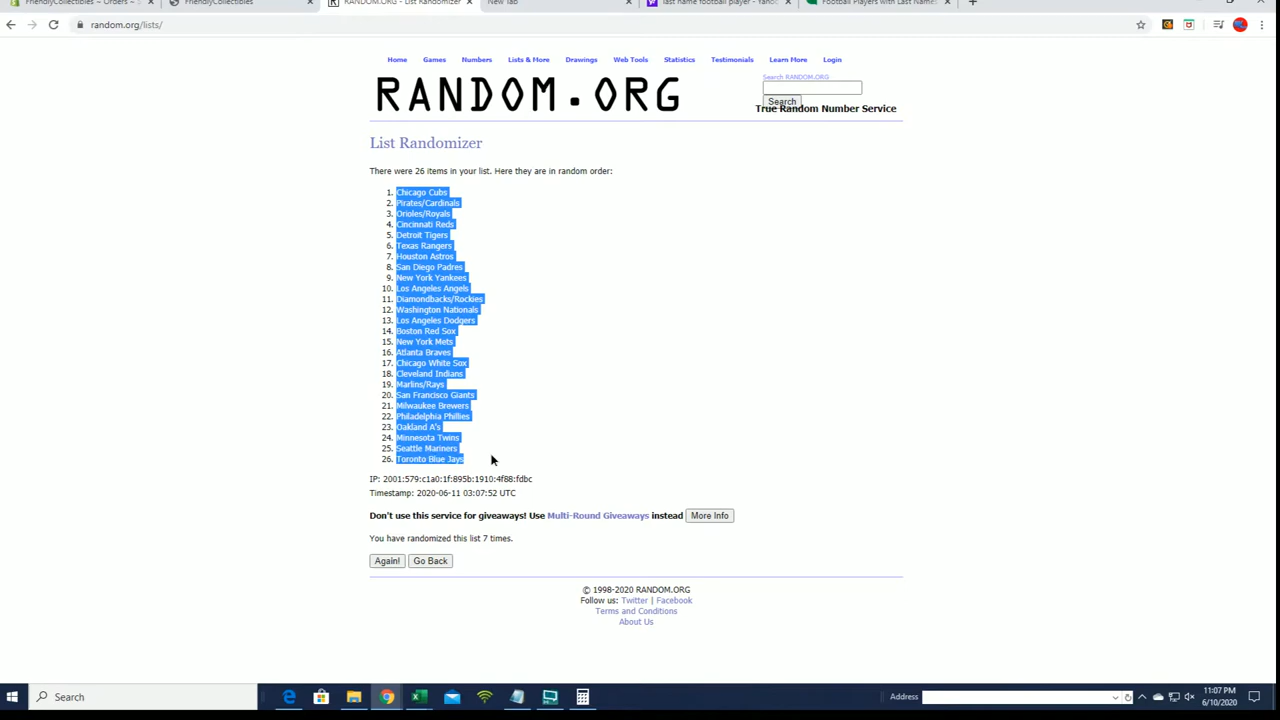 FriendlyCollectibles – Orders –
FriendlyCollectibles
RANDOM.ORG - List Randomizer
New Tab
last name football player - Yahoo
Football Players with Last Names
random.org/lists/
Home Games Numbers Lists & More Drawings Web Tools Statistics Testimonials Learn More Login
RANDOM.ORG
Search RANDOM.ORG
Search
True Random Number Service
List Randomizer
There were 26 items in your list. Here they are in random order:
1. Chicago Cubs
2. Pirates/Cardinals
3. Orioles/Royals
4. Cincinnati Reds
5. Detroit Tigers
6. Texas Rangers
7. Houston Astros
8. San Diego Padres
9. New York Yankees
10. Los Angeles Angels
11. Diamondbacks/Rockies
12. Washington Nationals
13. Los Angeles Dodgers
14. Boston Red Sox
15. New York Mets
16. Atlanta Braves
17. Chicago White Sox
18. Cleveland Indians
19. Marlins/Rays
20. San Francisco Giants
21. Milwaukee Brewers
22. Philadelphia Phillies
23. Oakland A's
24. Minnesota Twins
25. Seattle Mariners
26. Toronto Blue Jays
IP: 2001:579:c1a0:1f:895b:1910:4f88:fdbc
Timestamp: 2020-06-11 03:07:52 UTC
Don't use this service for giveaways! Use Multi-Round Giveaways instead More Info
You have randomized this list 7 times.
Again! Go Back
© 1998-2020 RANDOM.ORG
Follow us: Twitter | Facebook
Terms and Conditions
About Us
Search
Address
11:07 PM
6/10/2020